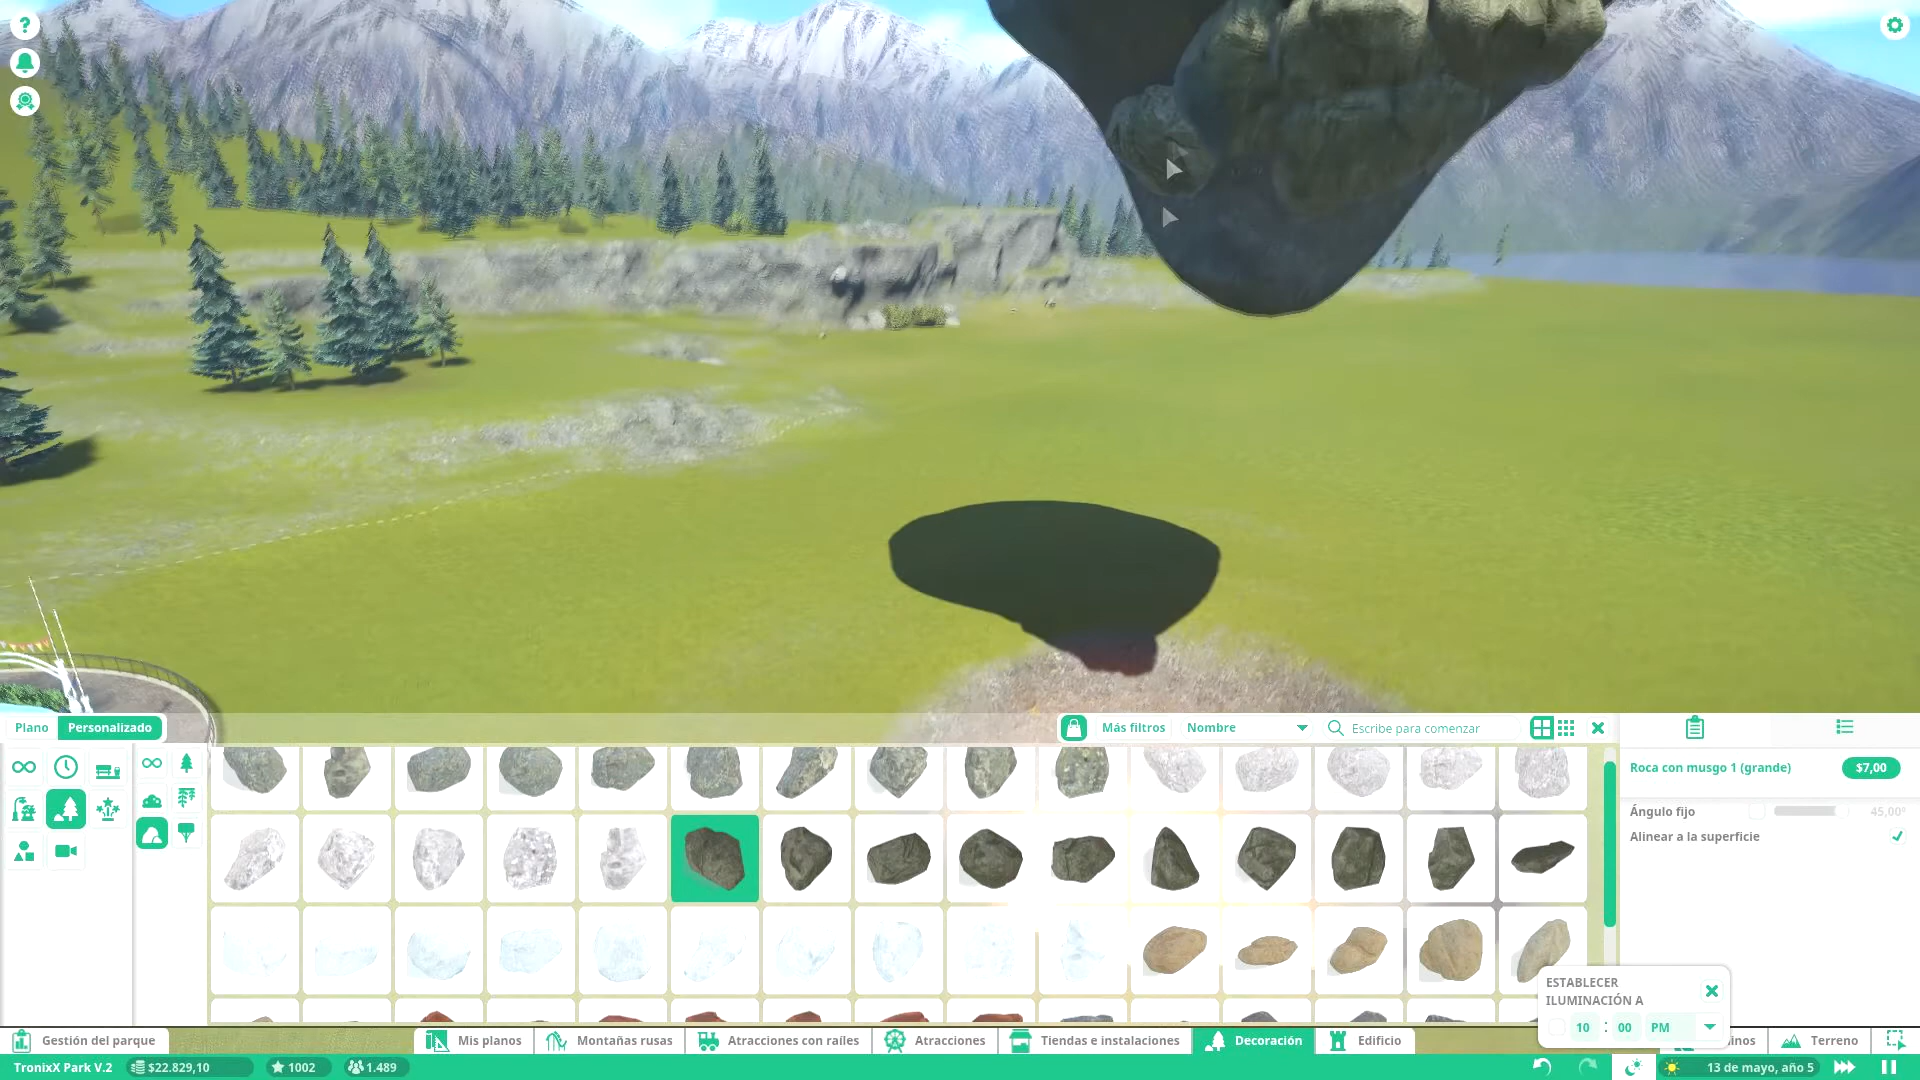 Plano
Personalizado
Más filtros
Nombre
Escribe para comenzar
Roca con musgo 1 (grande)
$7,00
Ángulo fijo
45,00°
Alinear a la superficie
ESTABLECER
ILUMINACIÓN A
10 : 00 PM
Gestión del parque
Mis planos
Montañas rusas
Atracciones con raíles
Atracciones
Tiendas e instalaciones
Decoración
Edificio
Terreno
TronixX Park V.2
$22.829,10
1002
1.489
13 de mayo, año 5